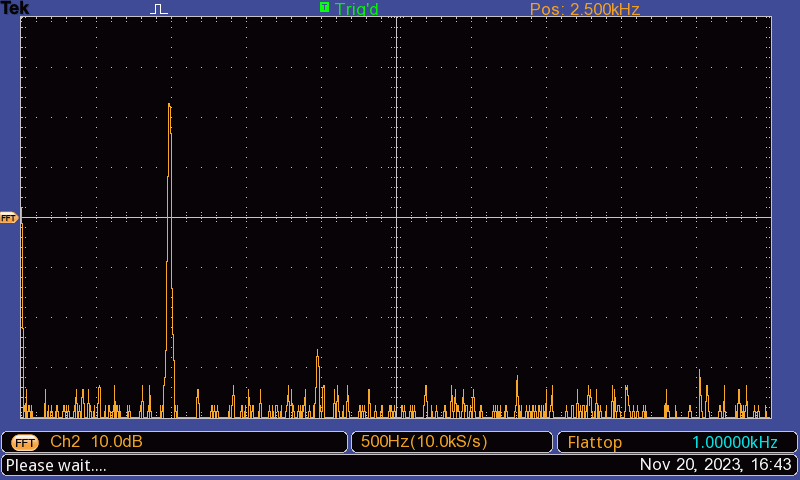 Tek T Trig'd Pos: 2.500kHz
FFT
FFT Ch2 10.0dB 500Hz(10.0kS/s) Flattop 1.00000kHz
Please wait.... Nov 20, 2023, 16:43